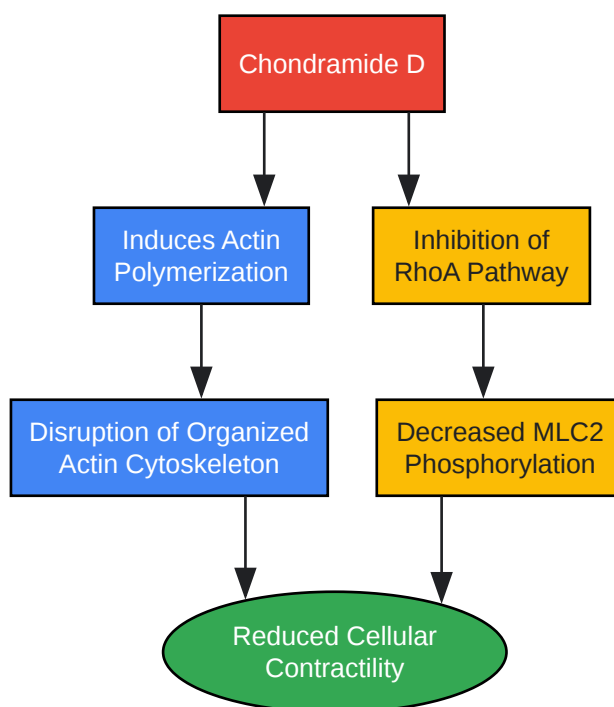 Chondramide D
Induces Actin
Polymerization
Inhibition of
RhoA Pathway
Disruption of Organized
Actin Cytoskeleton
Decreased MLC2
Phosphorylation
Reduced Cellular
Contractility